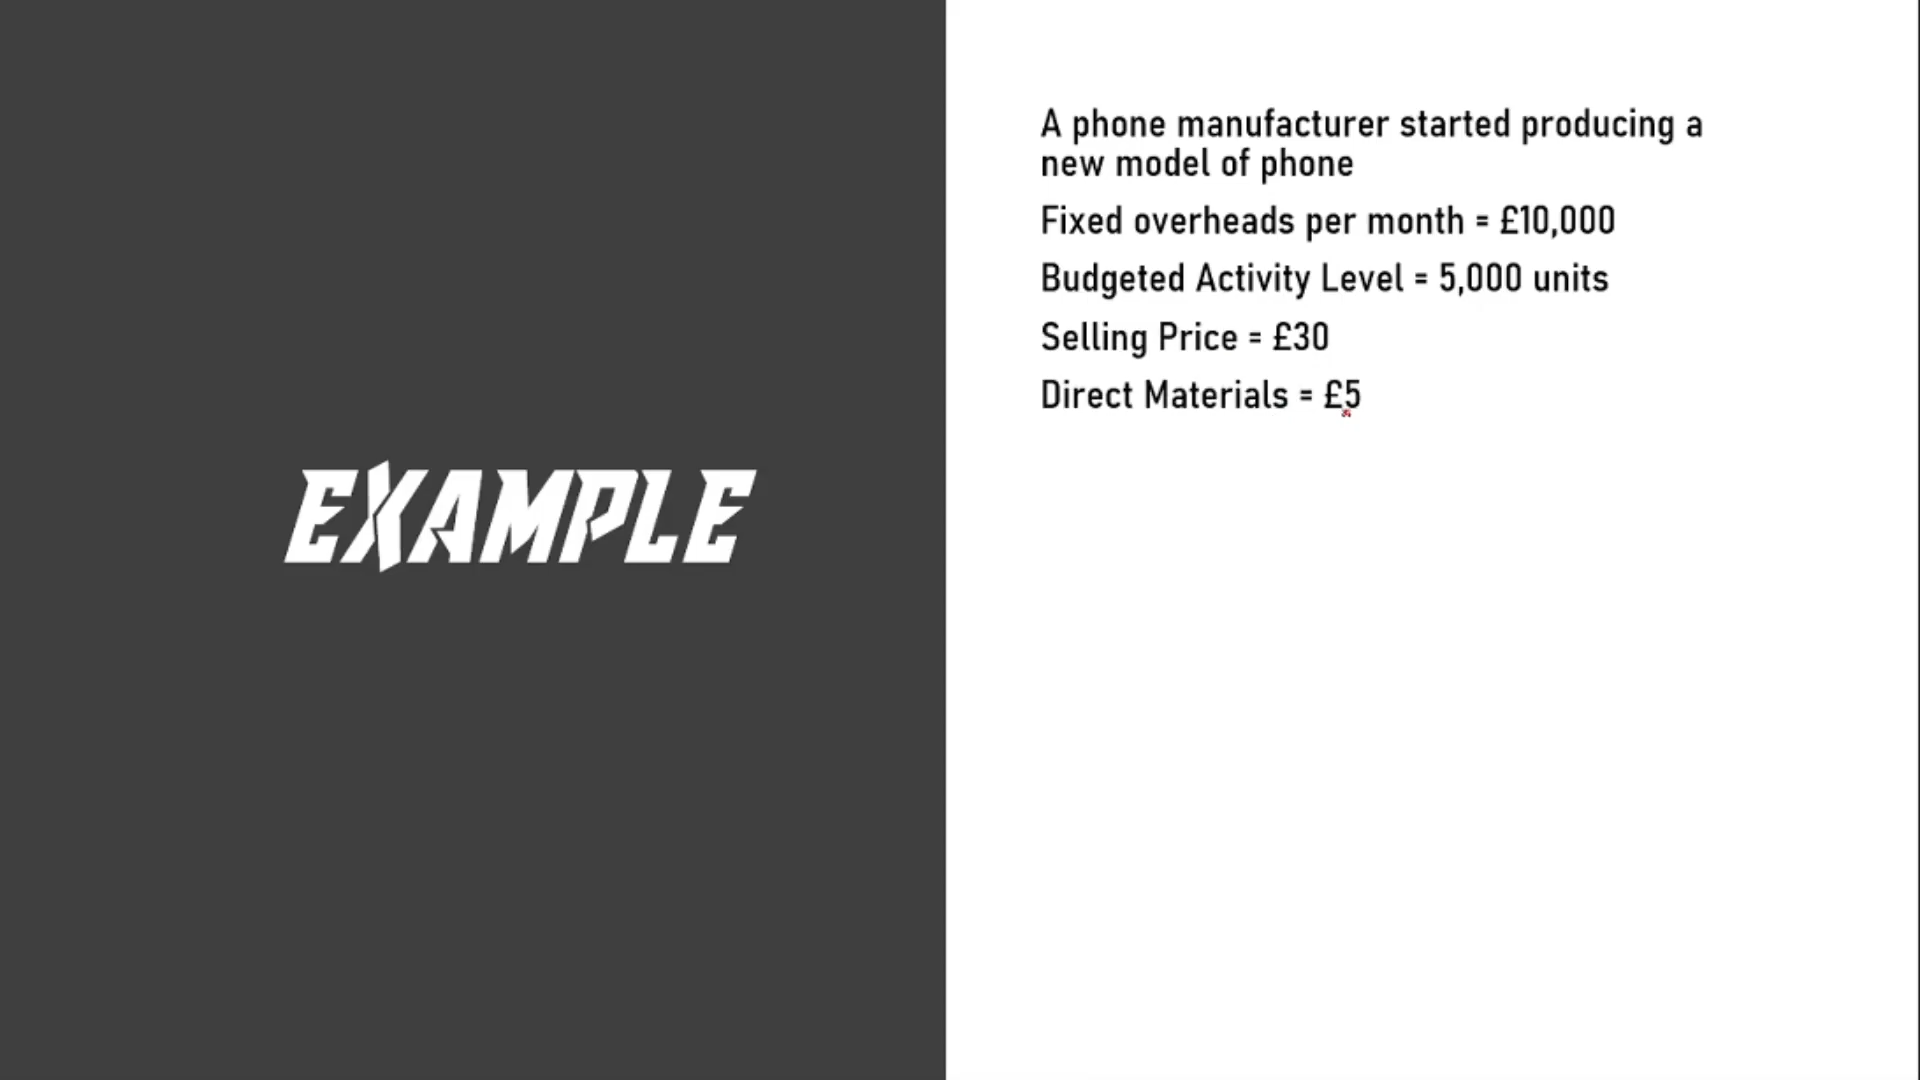 EXAMPLE
A phone manufacturer started producing a
new model of phone
Fixed overheads per month = £10,000
Budgeted Activity Level = 5,000 units
Selling Price = £30
Direct Materials = £5